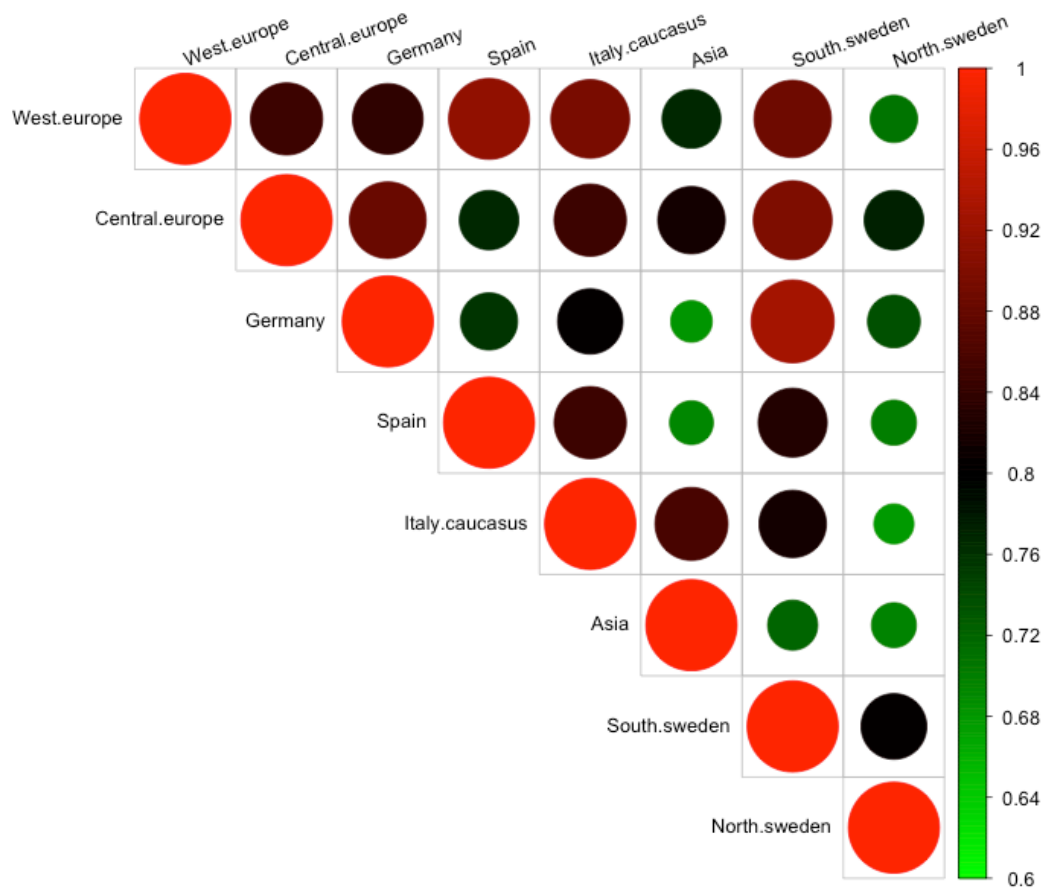 West.europe
Central.europe
Germany
Spain
Italy.caucasus
Asia
South.sweden
North.sweden
West.europe
Central.europe
Germany
Spain
Italy.caucasus
Asia
South.sweden
North.sweden
1
0.96
0.92
0.88
0.84
0.8
0.76
0.72
0.68
0.64
0.6